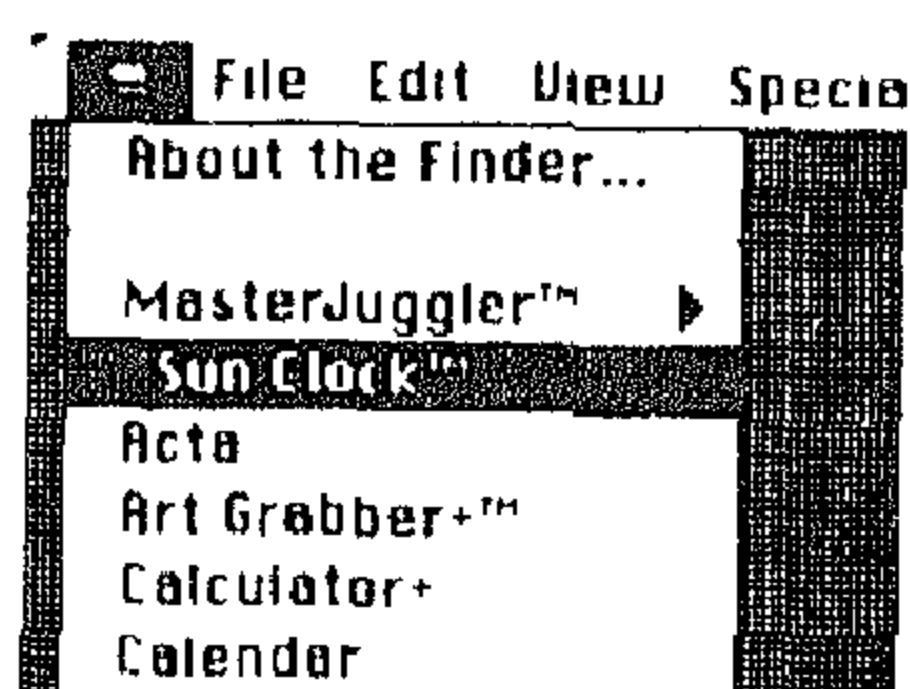 File Edit View Specia
About the Finder...
MasterJuggler™
Sun Clock™
Acta
Art Grabber+™
Calculator+
Calendar